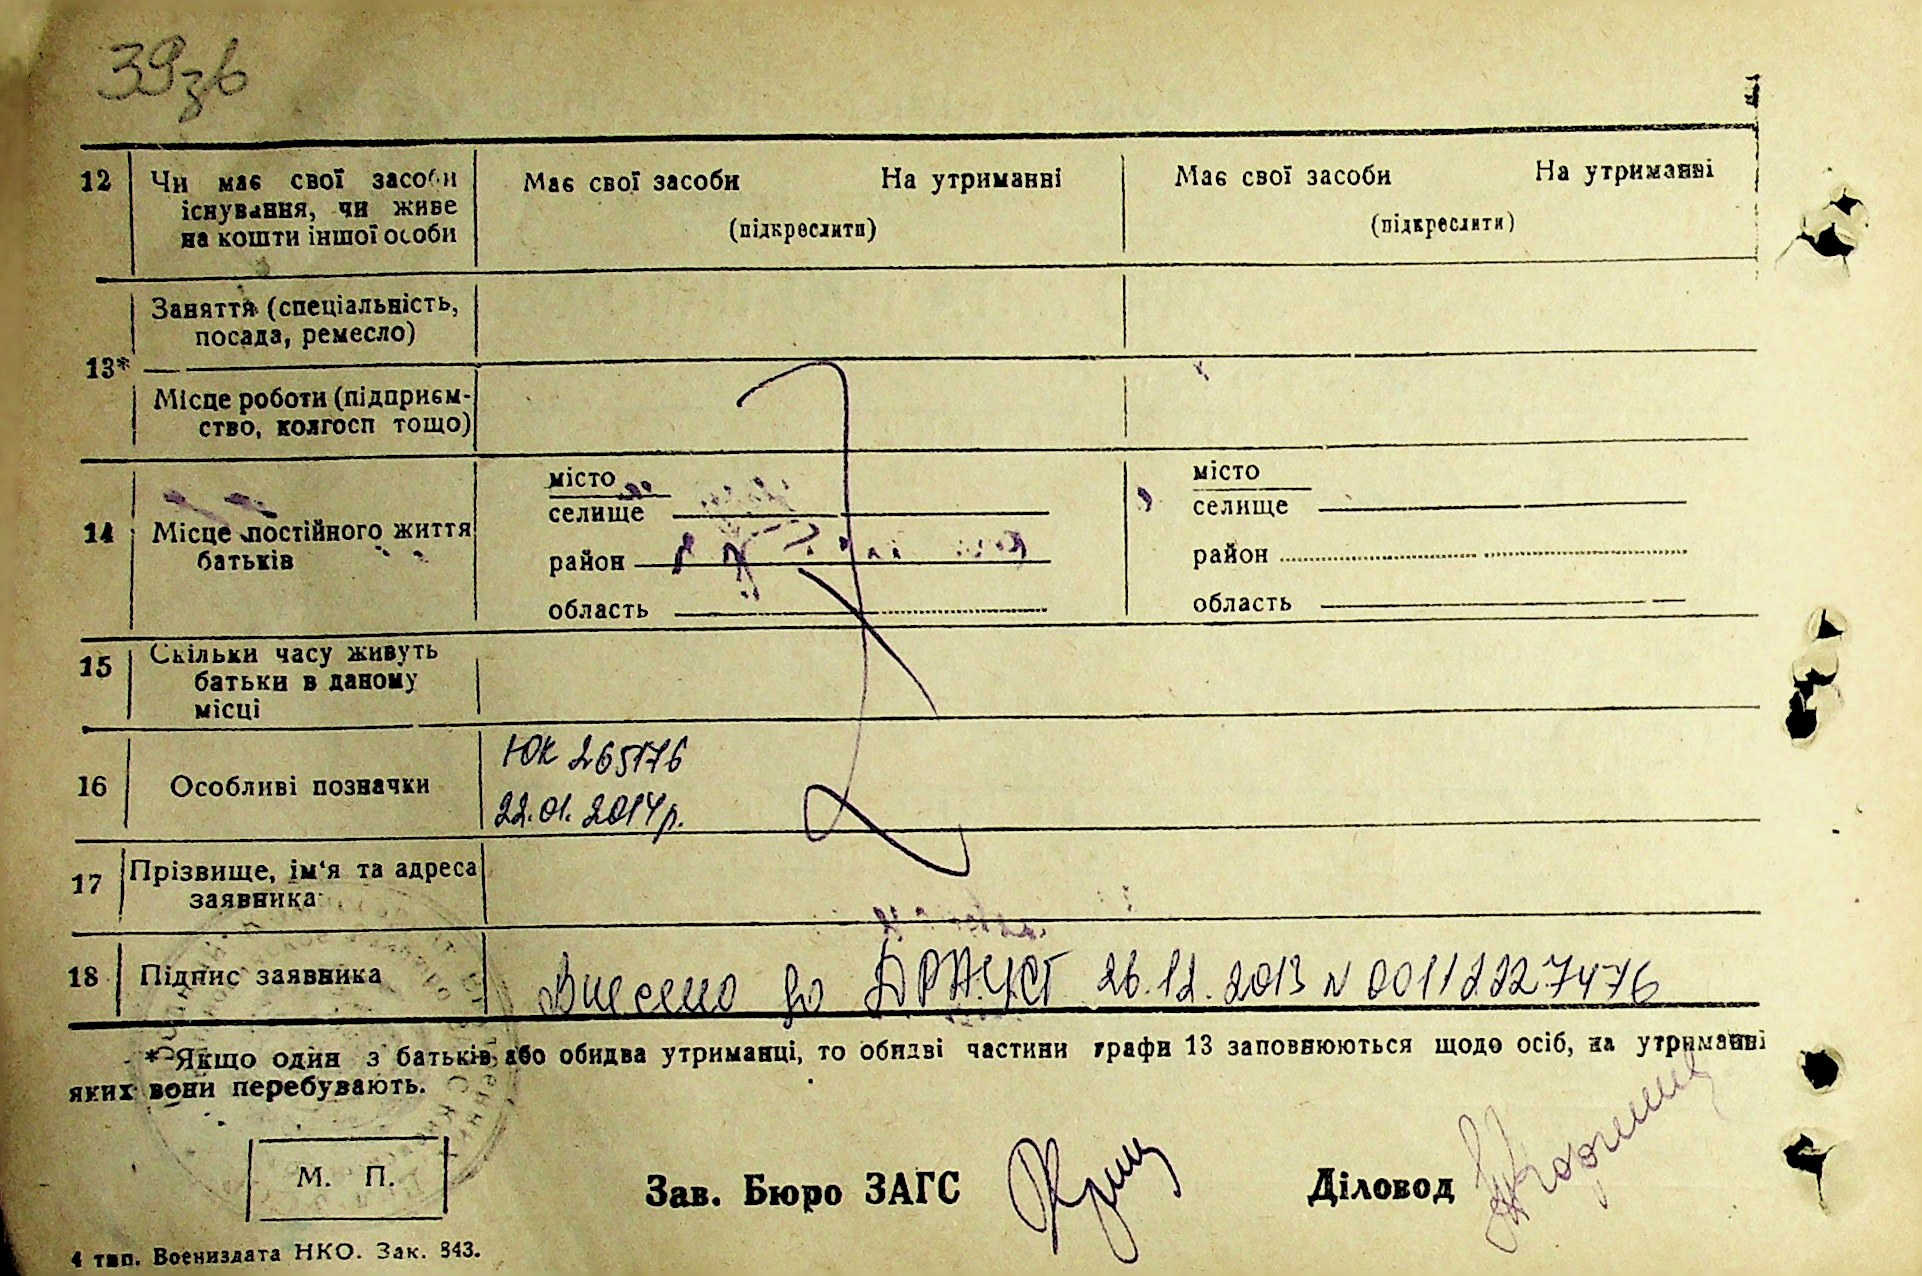 39зв
12
Чи має свої засоби Має свої засоби На утриманні Має свої засоби На утриманні
існування, чи живе (підкреслити) (підкреслити)
на кошти іншої особи
13*
Заняття (спеціальність,
посада, ремесло)
Місце роботи (підприєм-
ство, колгосп тощо)
14
Місце постійного життя
батьків
місто
селище
район
область
місто
селище
район
область
15
Скільки часу живуть
батьки в даному
місці
16 Особливі позначки
ЮК 265176
22.01.2014р.
17
Прізвище, ім'я та адреса
заявника
18 Підпис заявника Внесено до ДРАЦСГ 26.12.2013 N 00112227476
* Якщо один з батьків або обидва утриманці, то обидві частини графи 13 заповнюються щодо осіб, на утриманні
яких вони перебувають.
М. П.
Зав. Бюро ЗАГС Діловод
4 тип. Воениздата НКО. Зак. 843.